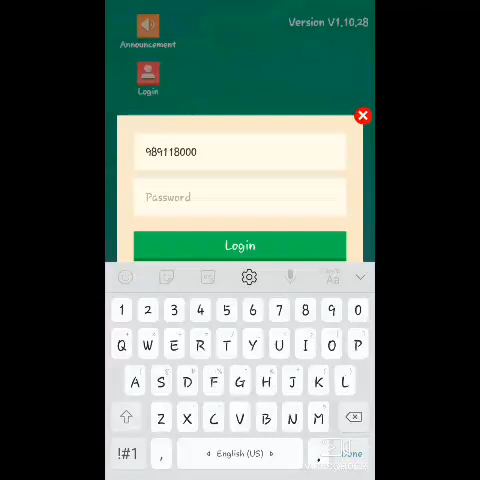 Version V1.10.28
Announcement
Login
989118000
Password
Login
1 2 3 4 5 6 7 8 9 0
Q W E R T Y U I O P
A S D F G H J K L
Z X C V B N M
!#1 , English (US) . Done